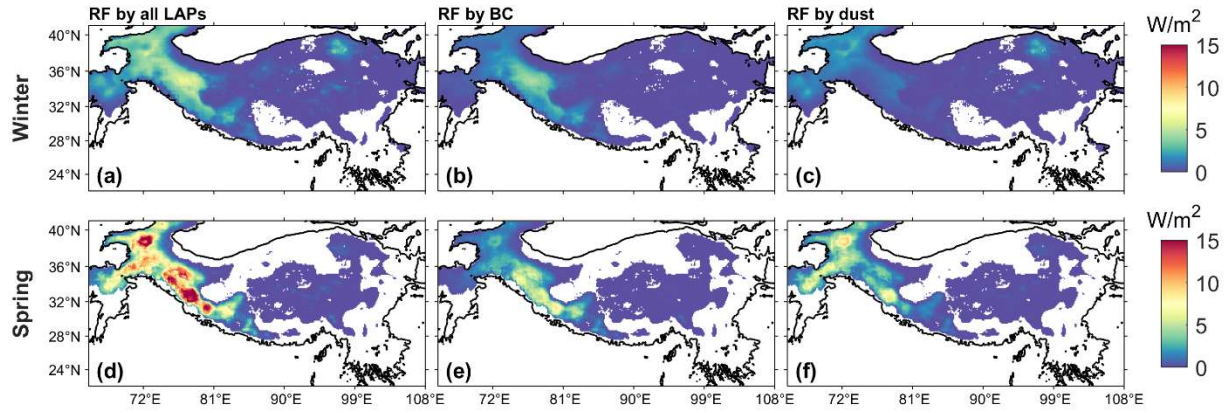 RF by all LAPs RF by BC RF by dust W/m²
40°N
36°N
32°N
28°N
24°N
Winter
(a) (b) (c)
15
10
5
0
W/m²
40°N
36°N
32°N
28°N
24°N
Spring
(d) (e) (f)
15
10
5
0
72°E 81°E 90°E 99°E 108°E 72°E 81°E 90°E 99°E 108°E 72°E 81°E 90°E 99°E 108°E